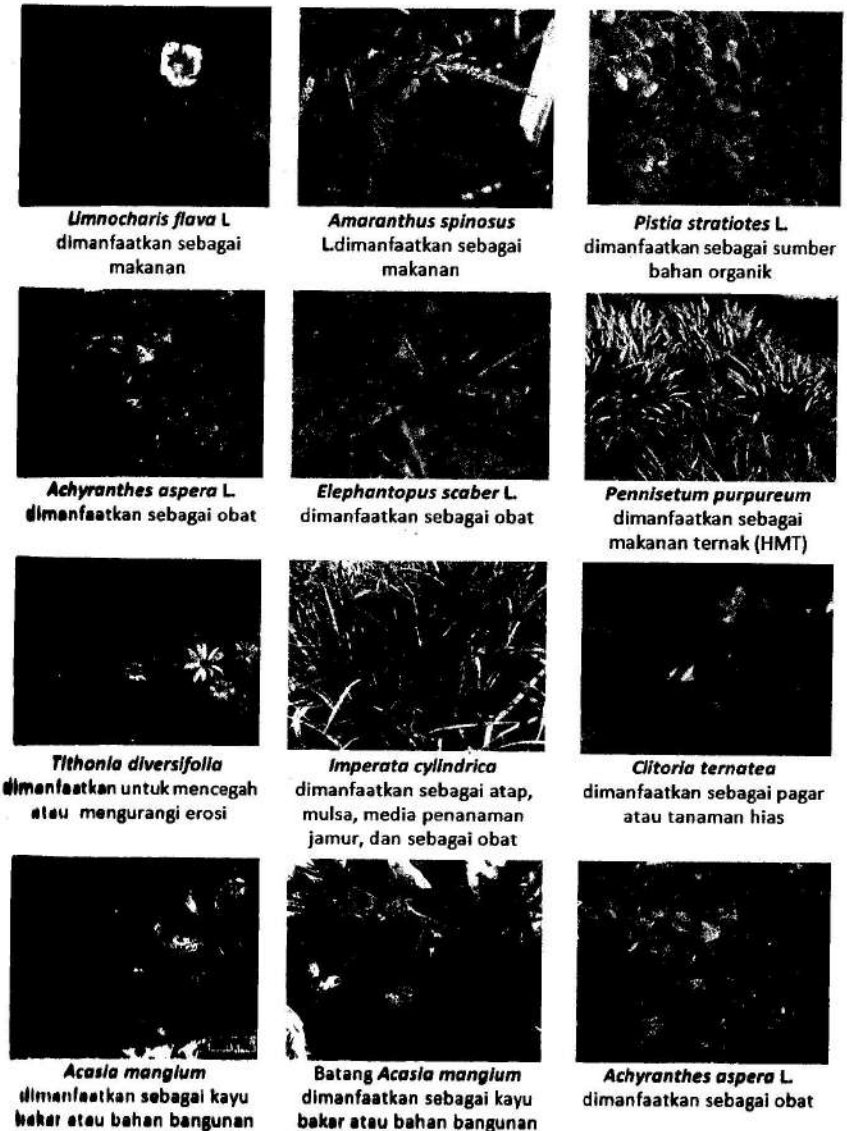 Limnocharis flava L
dimanfaatkan sebagai
makanan
Amaranthus spinosus
L.dimanfaatkan sebagai
makanan
Pistia stratiotes L.
dimanfaatkan sebagai sumber
bahan organik
Achyranthes aspera L.
dimanfaatkan sebagai obat
Elephantopus scaber L.
dimanfaatkan sebagai obat
Pennisetum purpureum
dimanfaatkan sebagai
makanan ternak (HMT)
Tithonia diversifolia
dimanfaatkan untuk mencegah
atau mengurangi erosi
Imperata cylindrica
dimanfaatkan sebagai atap,
mulsa, media penanaman
jamur, dan sebagai obat
Clitoria ternatea
dimanfaatkan sebagai pagar
atau tanaman hias
Acasia mangium
dimanfaatkan sebagai kayu
bakar atau bahan bangunan
Batang Acasia mangium
dimanfaatkan sebagai kayu
bakar atau bahan bangunan
Achyranthes aspera L.
dimanfaatkan sebagai obat